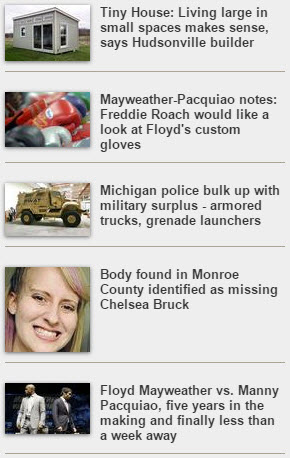 Tiny House: Living large in
small spaces makes sense,
says Hudsonville builder
Mayweather-Pacquiao notes:
Freddie Roach would like a
look at Floyd's custom
gloves
Michigan police bulk up with
military surplus - armored
trucks, grenade launchers
Body found in Monroe
County identified as missing
Chelsea Bruck
Floyd Mayweather vs. Manny
Pacquiao, five years in the
making and finally less than
a week away